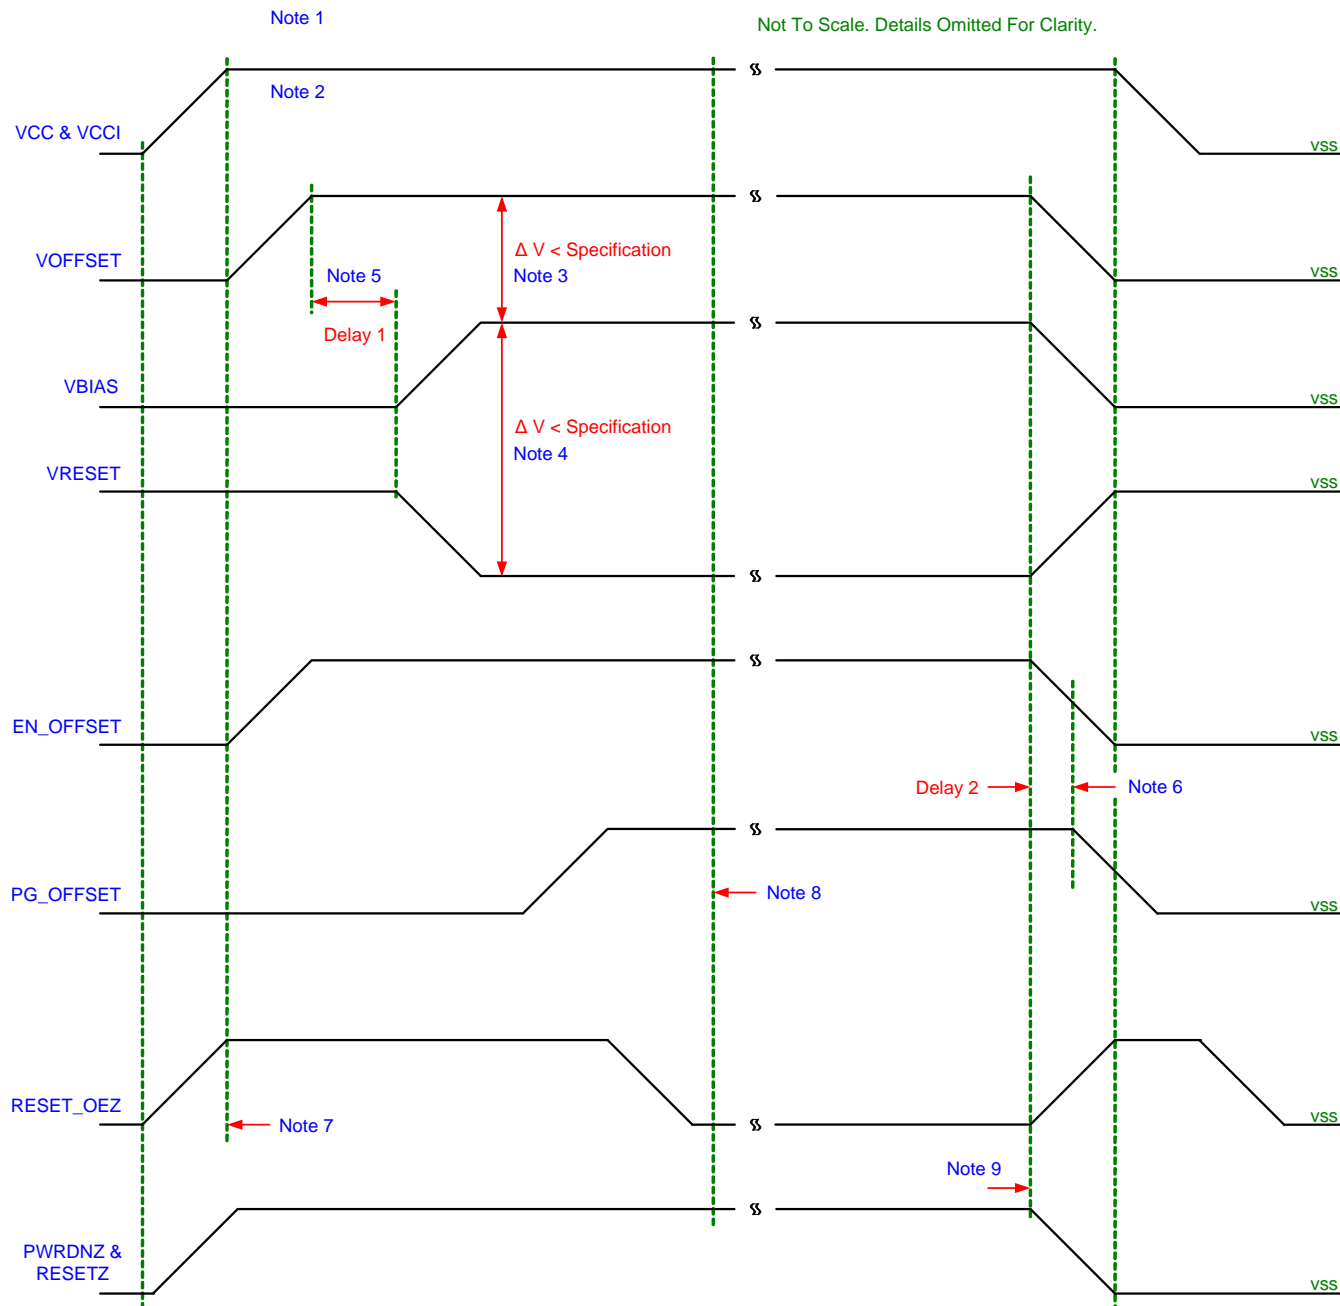 Note 1
Not To Scale. Details Omitted For Clarity.
Note 2
VCC & VCCI
VSS
VOFFSET
Δ V < Specification
Note 5
Note 3
VSS
Delay 1
VBIAS
VSS
Δ V < Specification
Note 4
VRESET
VSS
EN_OFFSET
VSS
Delay 2
Note 6
PG_OFFSET
Note 8
VSS
RESET_OEZ
Note 7
VSS
Note 9
PWRDNZ &
RESETZ
VSS